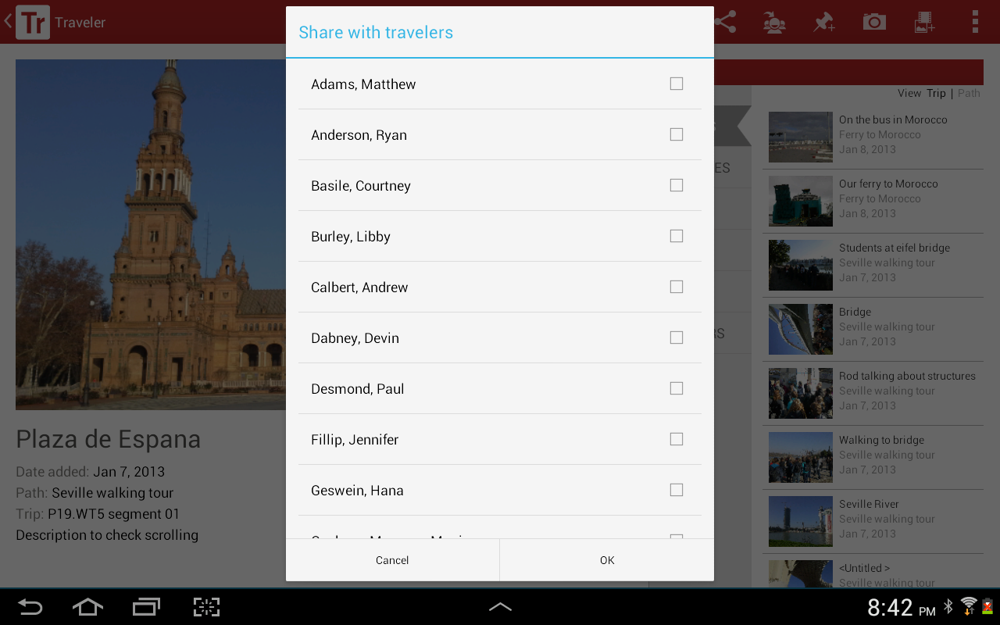 Tr Traveler
Share with travelers
Adams, Matthew
Anderson, Ryan
Basile, Courtney
Burley, Libby
Calbert, Andrew
Dabney, Devin
Desmond, Paul
Fillip, Jennifer
Geswein, Hana
Cancel
OK
Plaza de Espana
Date added: Jan 7, 2013
Path: Seville walking tour
Trip: P19.WT5 segment 01
Description to check scrolling
View Trip | Path
On the bus in Morocco
Ferry to Morocco
Jan 8, 2013
Our ferry to Morocco
Ferry to Morocco
Jan 8, 2013
Students at eifel bridge
Seville walking tour
Jan 7, 2013
Bridge
Seville walking tour
Jan 7, 2013
Rod talking about structures
Seville walking tour
Jan 7, 2013
Walking to bridge
Seville walking tour
Jan 7, 2013
Seville River
Seville walking tour
Jan 7, 2013
<Untitled >
Seville walking tour
8:42 PM